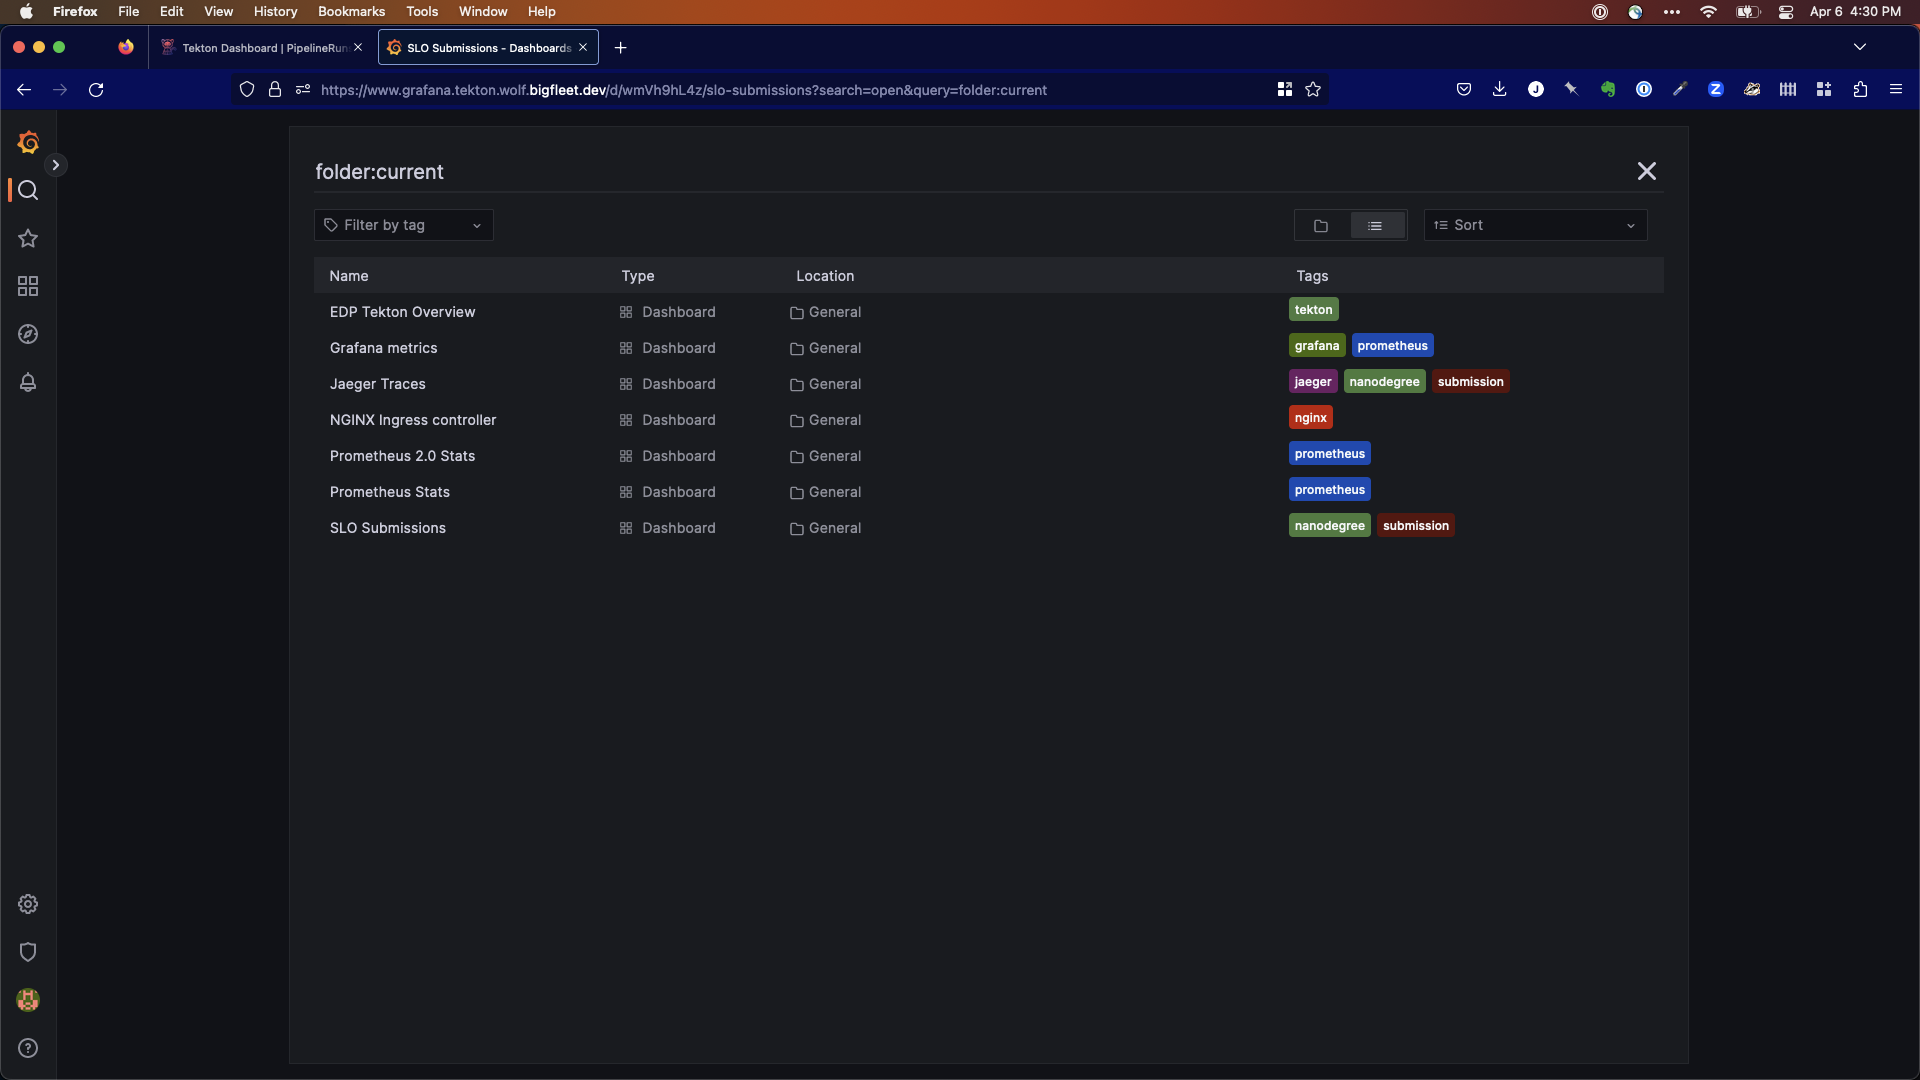 Firefox File Edit View History Bookmarks Tools Window Help Apr 6 4:30 PM
Tekton Dashboard | PipelineRun SLO Submissions - Dashboards
https://www.grafana.tekton.wolf.bigfleet.dev/d/wmVh9hL4z/slo-submissions?search=open&query=folder:current
folder:current
Filter by tag Sort
Name Type Location Tags
EDP Tekton Overview Dashboard General tekton
Grafana metrics Dashboard General grafana prometheus
Jaeger Traces Dashboard General jaeger nanodegree submission
NGINX Ingress controller Dashboard General nginx
Prometheus 2.0 Stats Dashboard General prometheus
Prometheus Stats Dashboard General prometheus
SLO Submissions Dashboard General nanodegree submission